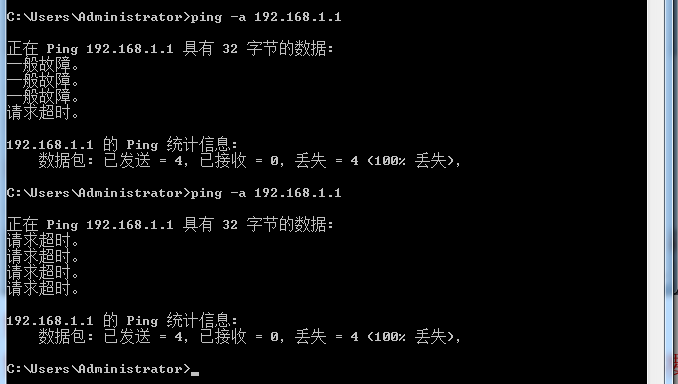 C:\Users\Administrator>ping -a 192.168.1.1
正在 Ping 192.168.1.1 具有 32 字节的数据:
一般故障。
一般故障。
一般故障。
请求超时。
192.168.1.1 的 Ping 统计信息:
数据包: 已发送 = 4，已接收 = 0，丢失 = 4 (100% 丢失)，
C:\Users\Administrator>ping -a 192.168.1.1
正在 Ping 192.168.1.1 具有 32 字节的数据:
请求超时。
请求超时。
请求超时。
请求超时。
192.168.1.1 的 Ping 统计信息:
数据包: 已发送 = 4，已接收 = 0，丢失 = 4 (100% 丢失)，
C:\Users\Administrator>_